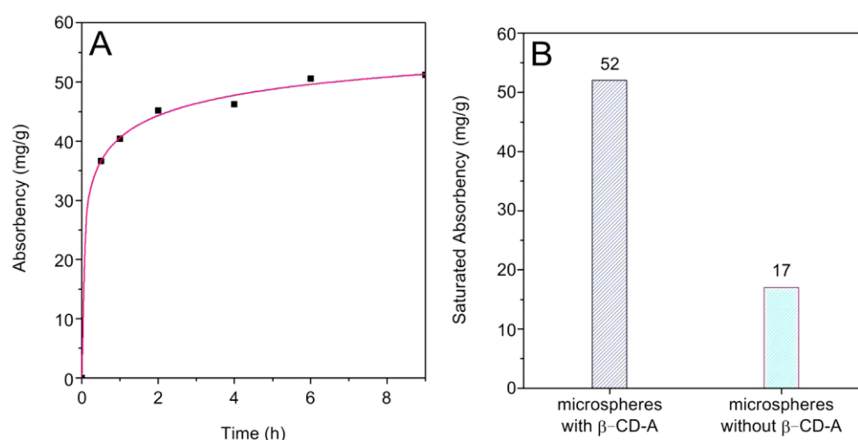 A
60
50
40
30
20
10
0
0 2 4 6 8
Absorbency (mg/g)
Time (h)
B
60
50
40
30
20
10
0
52
17
Saturated Absorbency (mg/g)
microspheres
with β-CD-A
microspheres
without β-CD-A